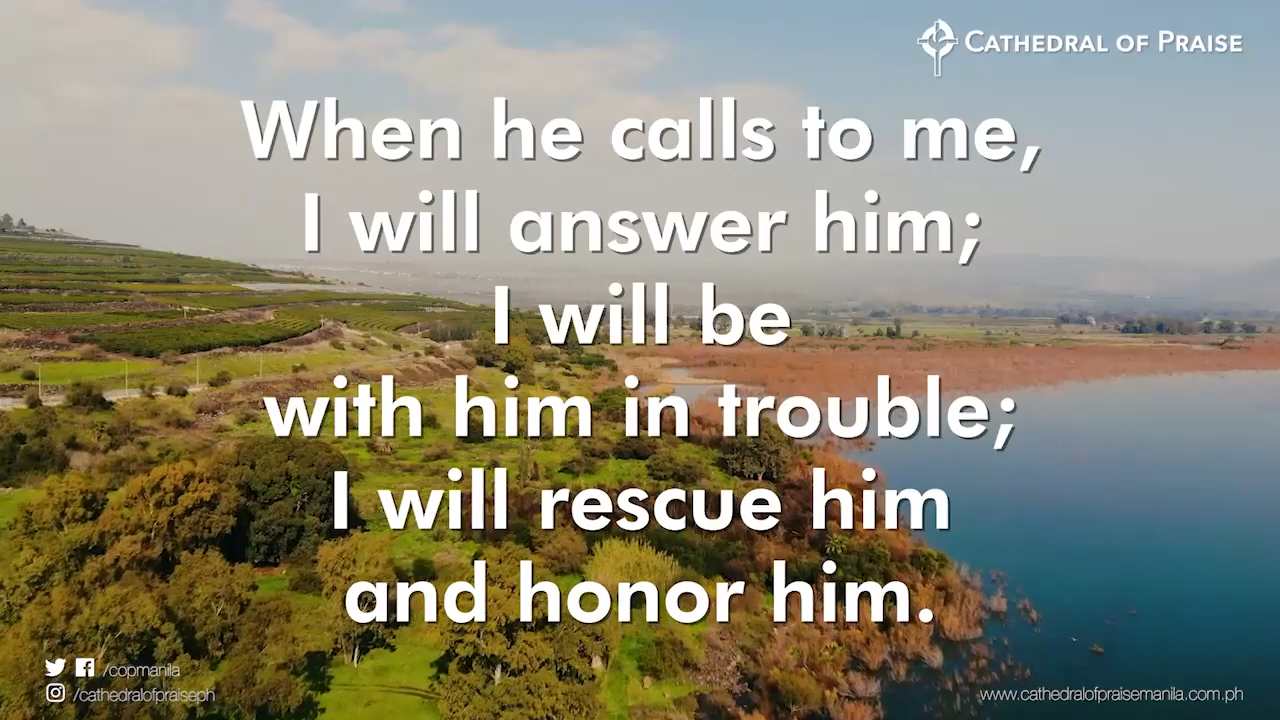 CATHEDRAL OF PRAISE
When he calls to me,
I will answer him;
I will be
with him in trouble;
I will rescue him
and honor him.
/copmanila
/cathedralofpraiseph
www.cathedralofpraisemanila.com.ph